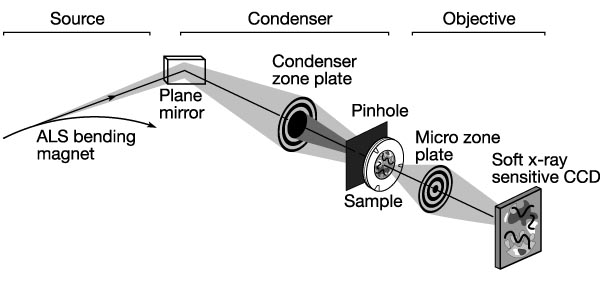 Source
Condenser
Objective
Condenser
zone plate
Plane
mirror
Pinhole
ALS bending
magnet
Micro zone
plate
Soft x-ray
sensitive CCD
Sample